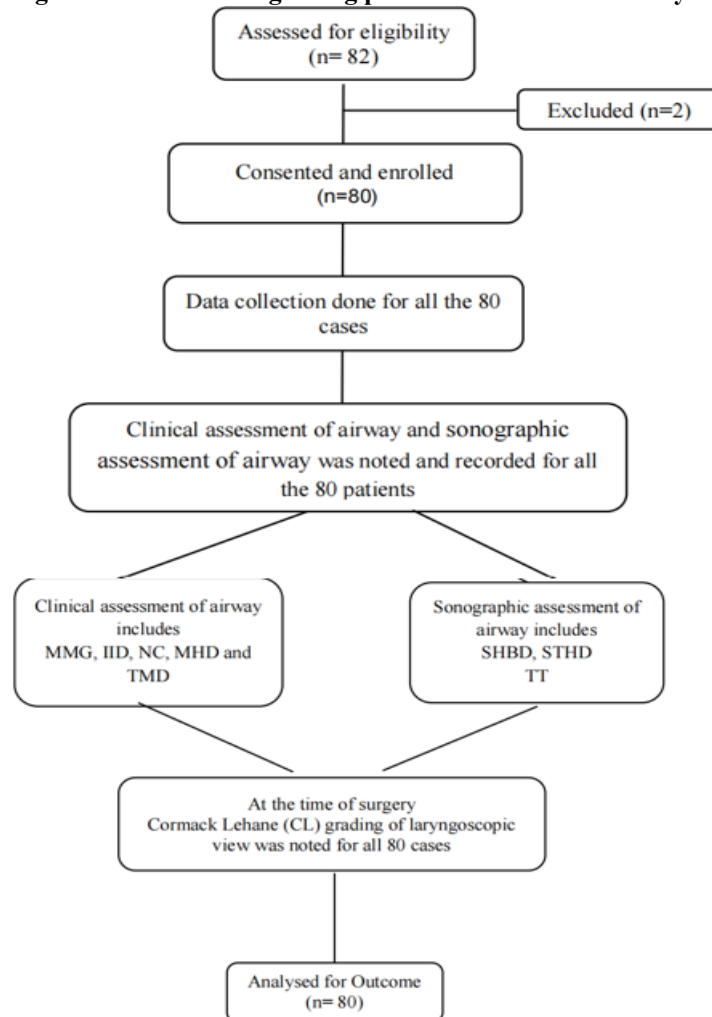 Assessed for eligibility
(n= 82)
Excluded (n=2)
Consented and enrolled
(n=80)
Data collection done for all the 80
cases
Clinical assessment of airway and sonographic
assessment of airway was noted and recorded for all
the 80 patients
Clinical assessment of airway
includes
MMG, IID, NC, MHD and
TMD
Sonographic assessment of
airway includes
SHBD, STHD
TT
At the time of surgery
Cormack Lehane (CL) grading of laryngoscopic
view was noted for all 80 cases
Analysed for Outcome
(n= 80)